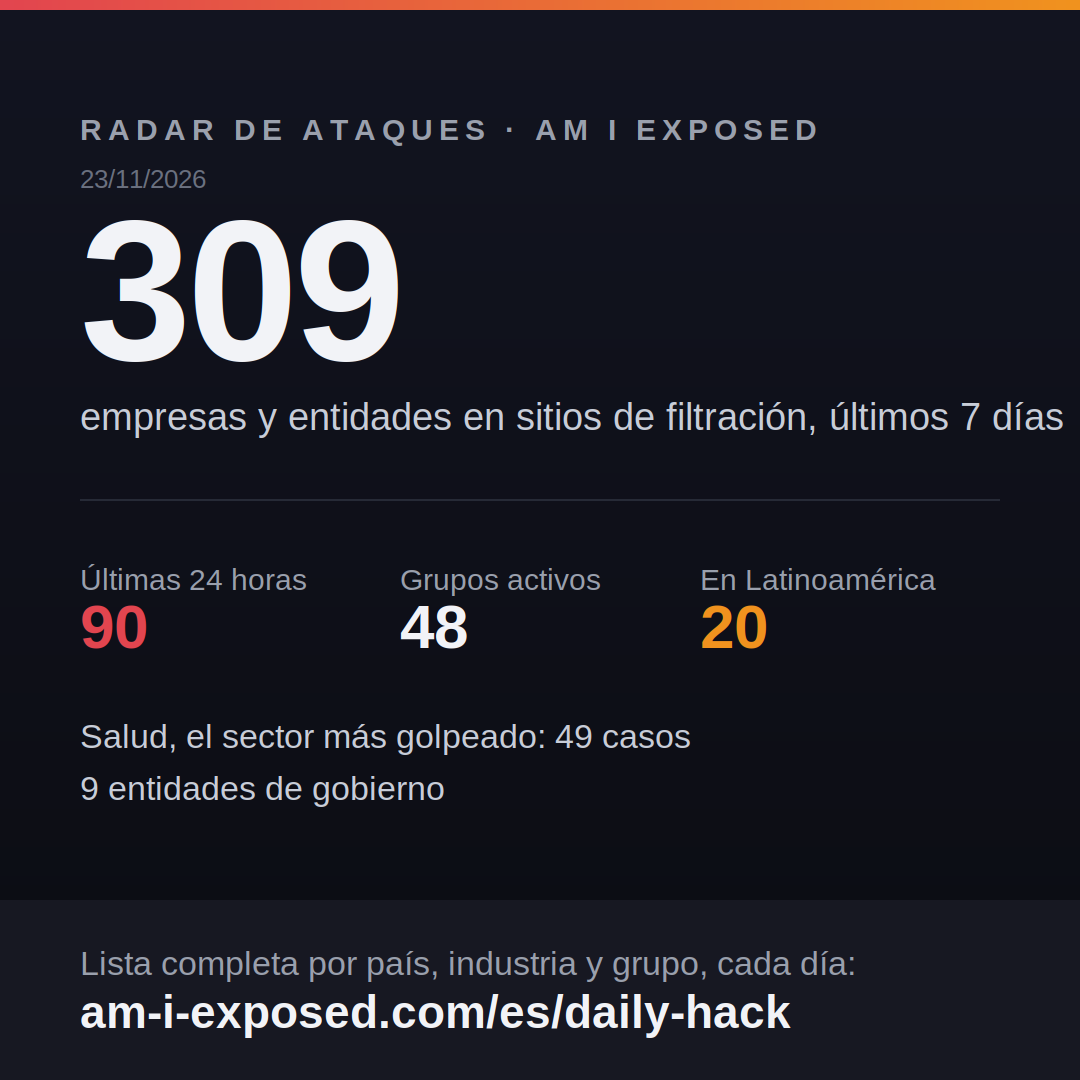 RADAR DE ATAQUES · AM I EXPOSED
23/11/2026
309
empresas y entidades en sitios de filtración, últimos 7 días
Últimas 24 horas
90
Grupos activos
48
En Latinoamérica
20
Salud, el sector más golpeado: 49 casos
9 entidades de gobierno
Lista completa por país, industria y grupo, cada día:
am-i-exposed.com/es/daily-hack